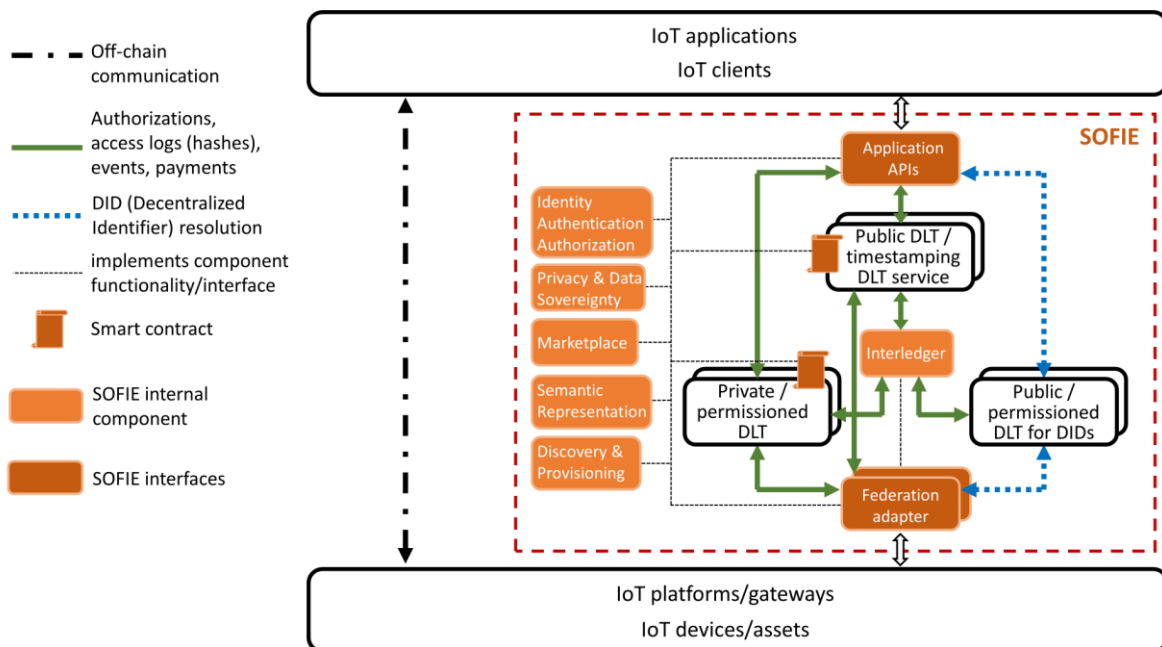 Off-chain
communication
Authorizations,
access logs (hashes),
events, payments
DID (Decentralized
Identifier) resolution
implements component
functionality/interface
Smart contract
SOFIE internal
component
SOFIE interfaces
IoT applications
IoT clients
SOFIE
Application
APIs
Identity
Authentication
Authorization
Public DLT /
timestamping
DLT service
Privacy & Data
Sovereignty
Marketplace
Interledger
Semantic
Representation
Private /
permissioned
DLT
Public /
permissioned
DLT for DIDs
Discovery &
Provisioning
Federation
adapter
IoT platforms/gateways
IoT devices/assets